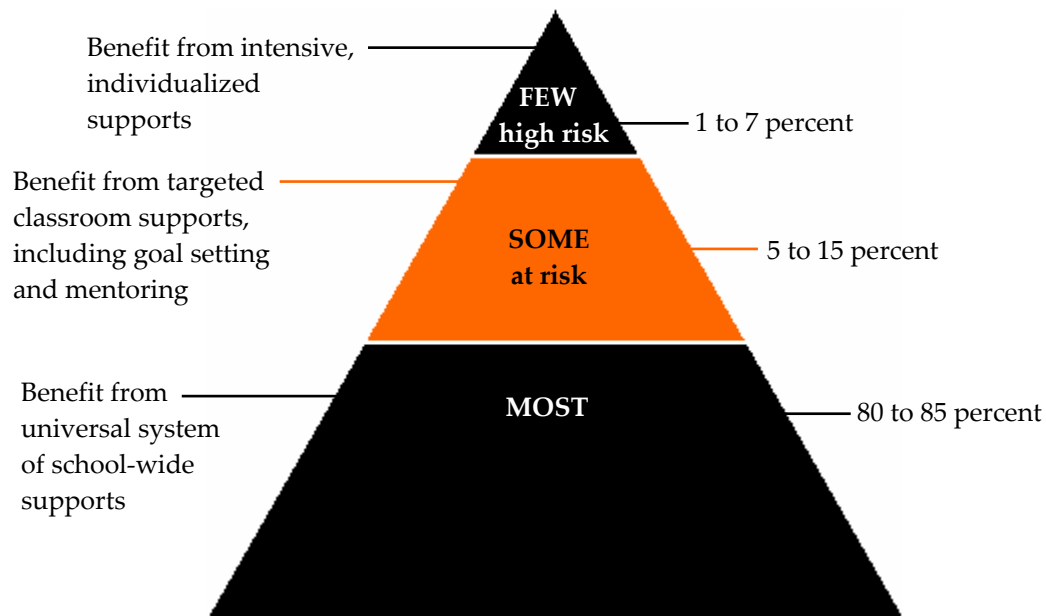 Benefit from intensive,
individualized
supports
FEW
high risk
1 to 7 percent
Benefit from targeted
classroom supports,
including goal setting
and mentoring
SOME
at risk
5 to 15 percent
Benefit from
universal system
of school-wide
supports
MOST
80 to 85 percent